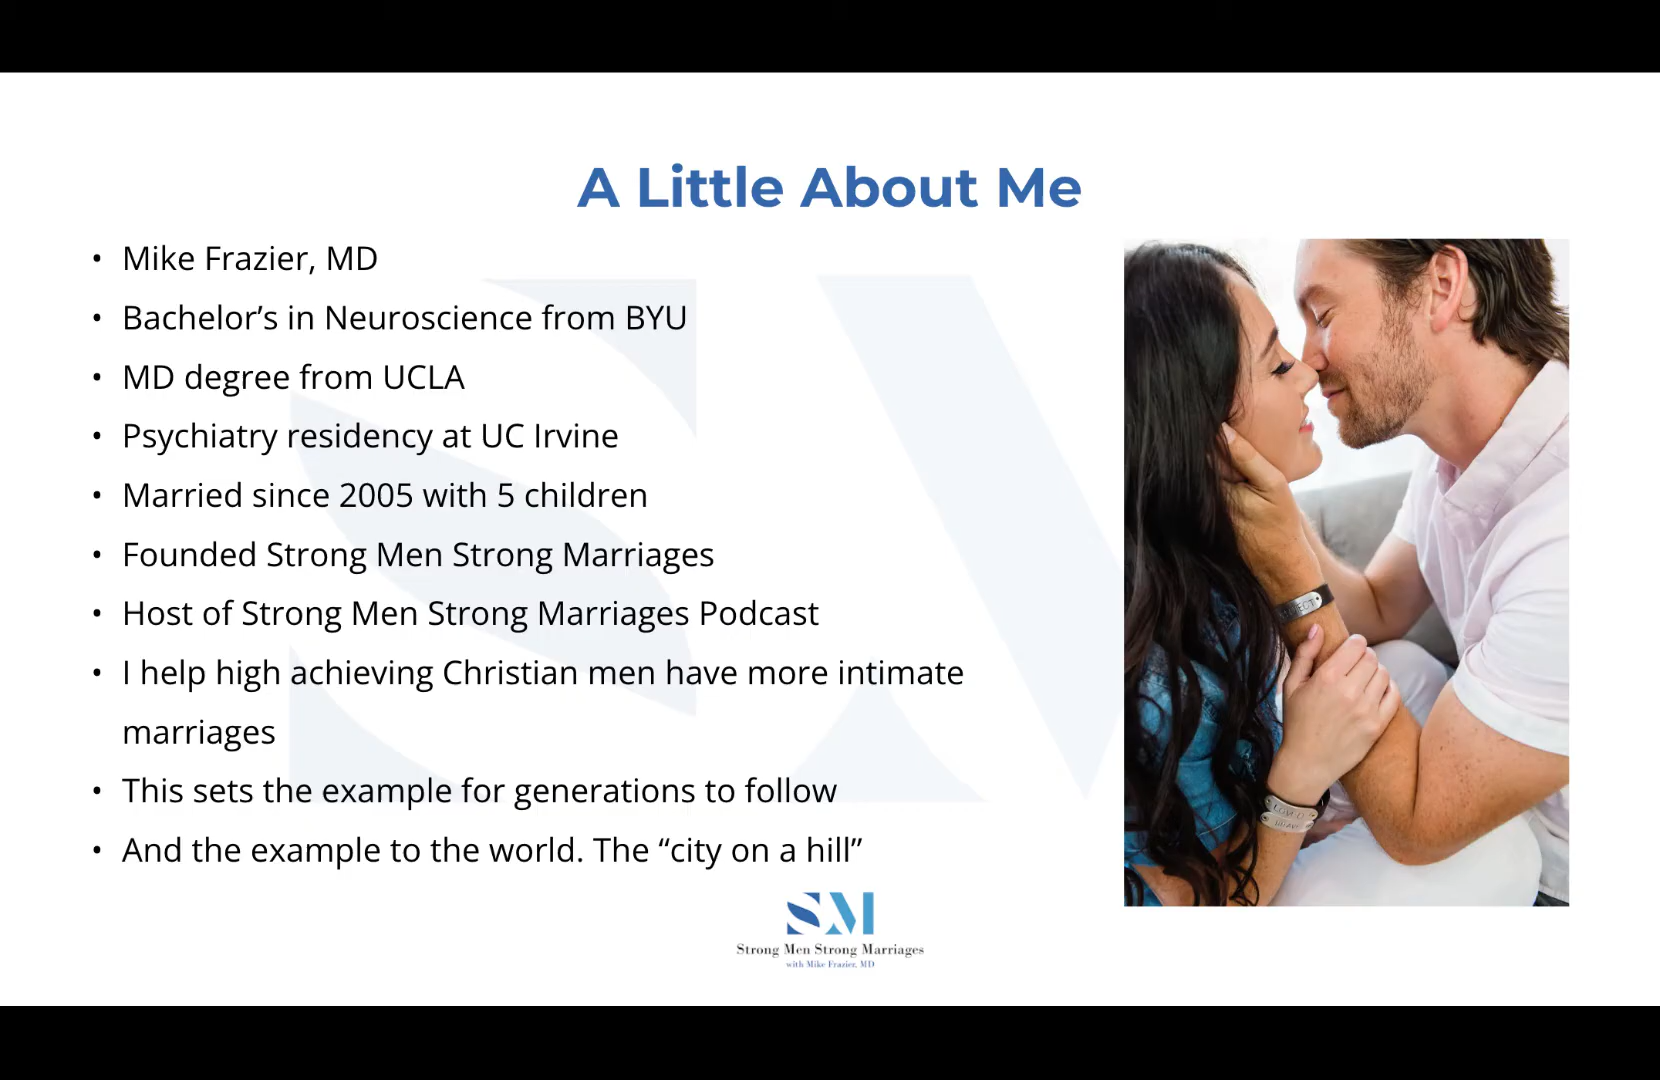 A Little About Me
• Mike Frazier, MD
• Bachelor’s in Neuroscience from BYU
• MD degree from UCLA
• Psychiatry residency at UC Irvine
• Married since 2005 with 5 children
• Founded Strong Men Strong Marriages
• Host of Strong Men Strong Marriages Podcast
• I help high achieving Christian men have more intimate
marriages
• This sets the example for generations to follow
• And the example to the world. The “city on a hill”
SM
Strong Men Strong Marriages
with Mike Frazier, MD